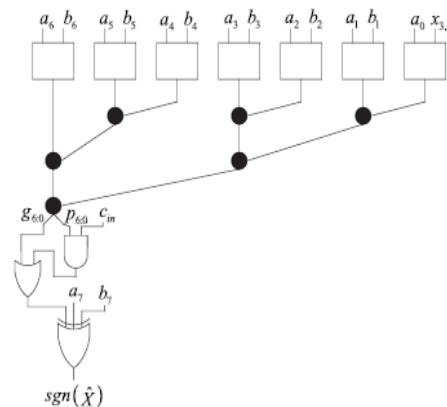 a₆ b₆ a₅ b₅ a₄ b₄ a₃ b₃ a₂ b₂ a₁ b₁ a₀ x₃,
g₆:₀ p₆:₀ cᵢₙ
a₇ b₇
sgn(X̂)